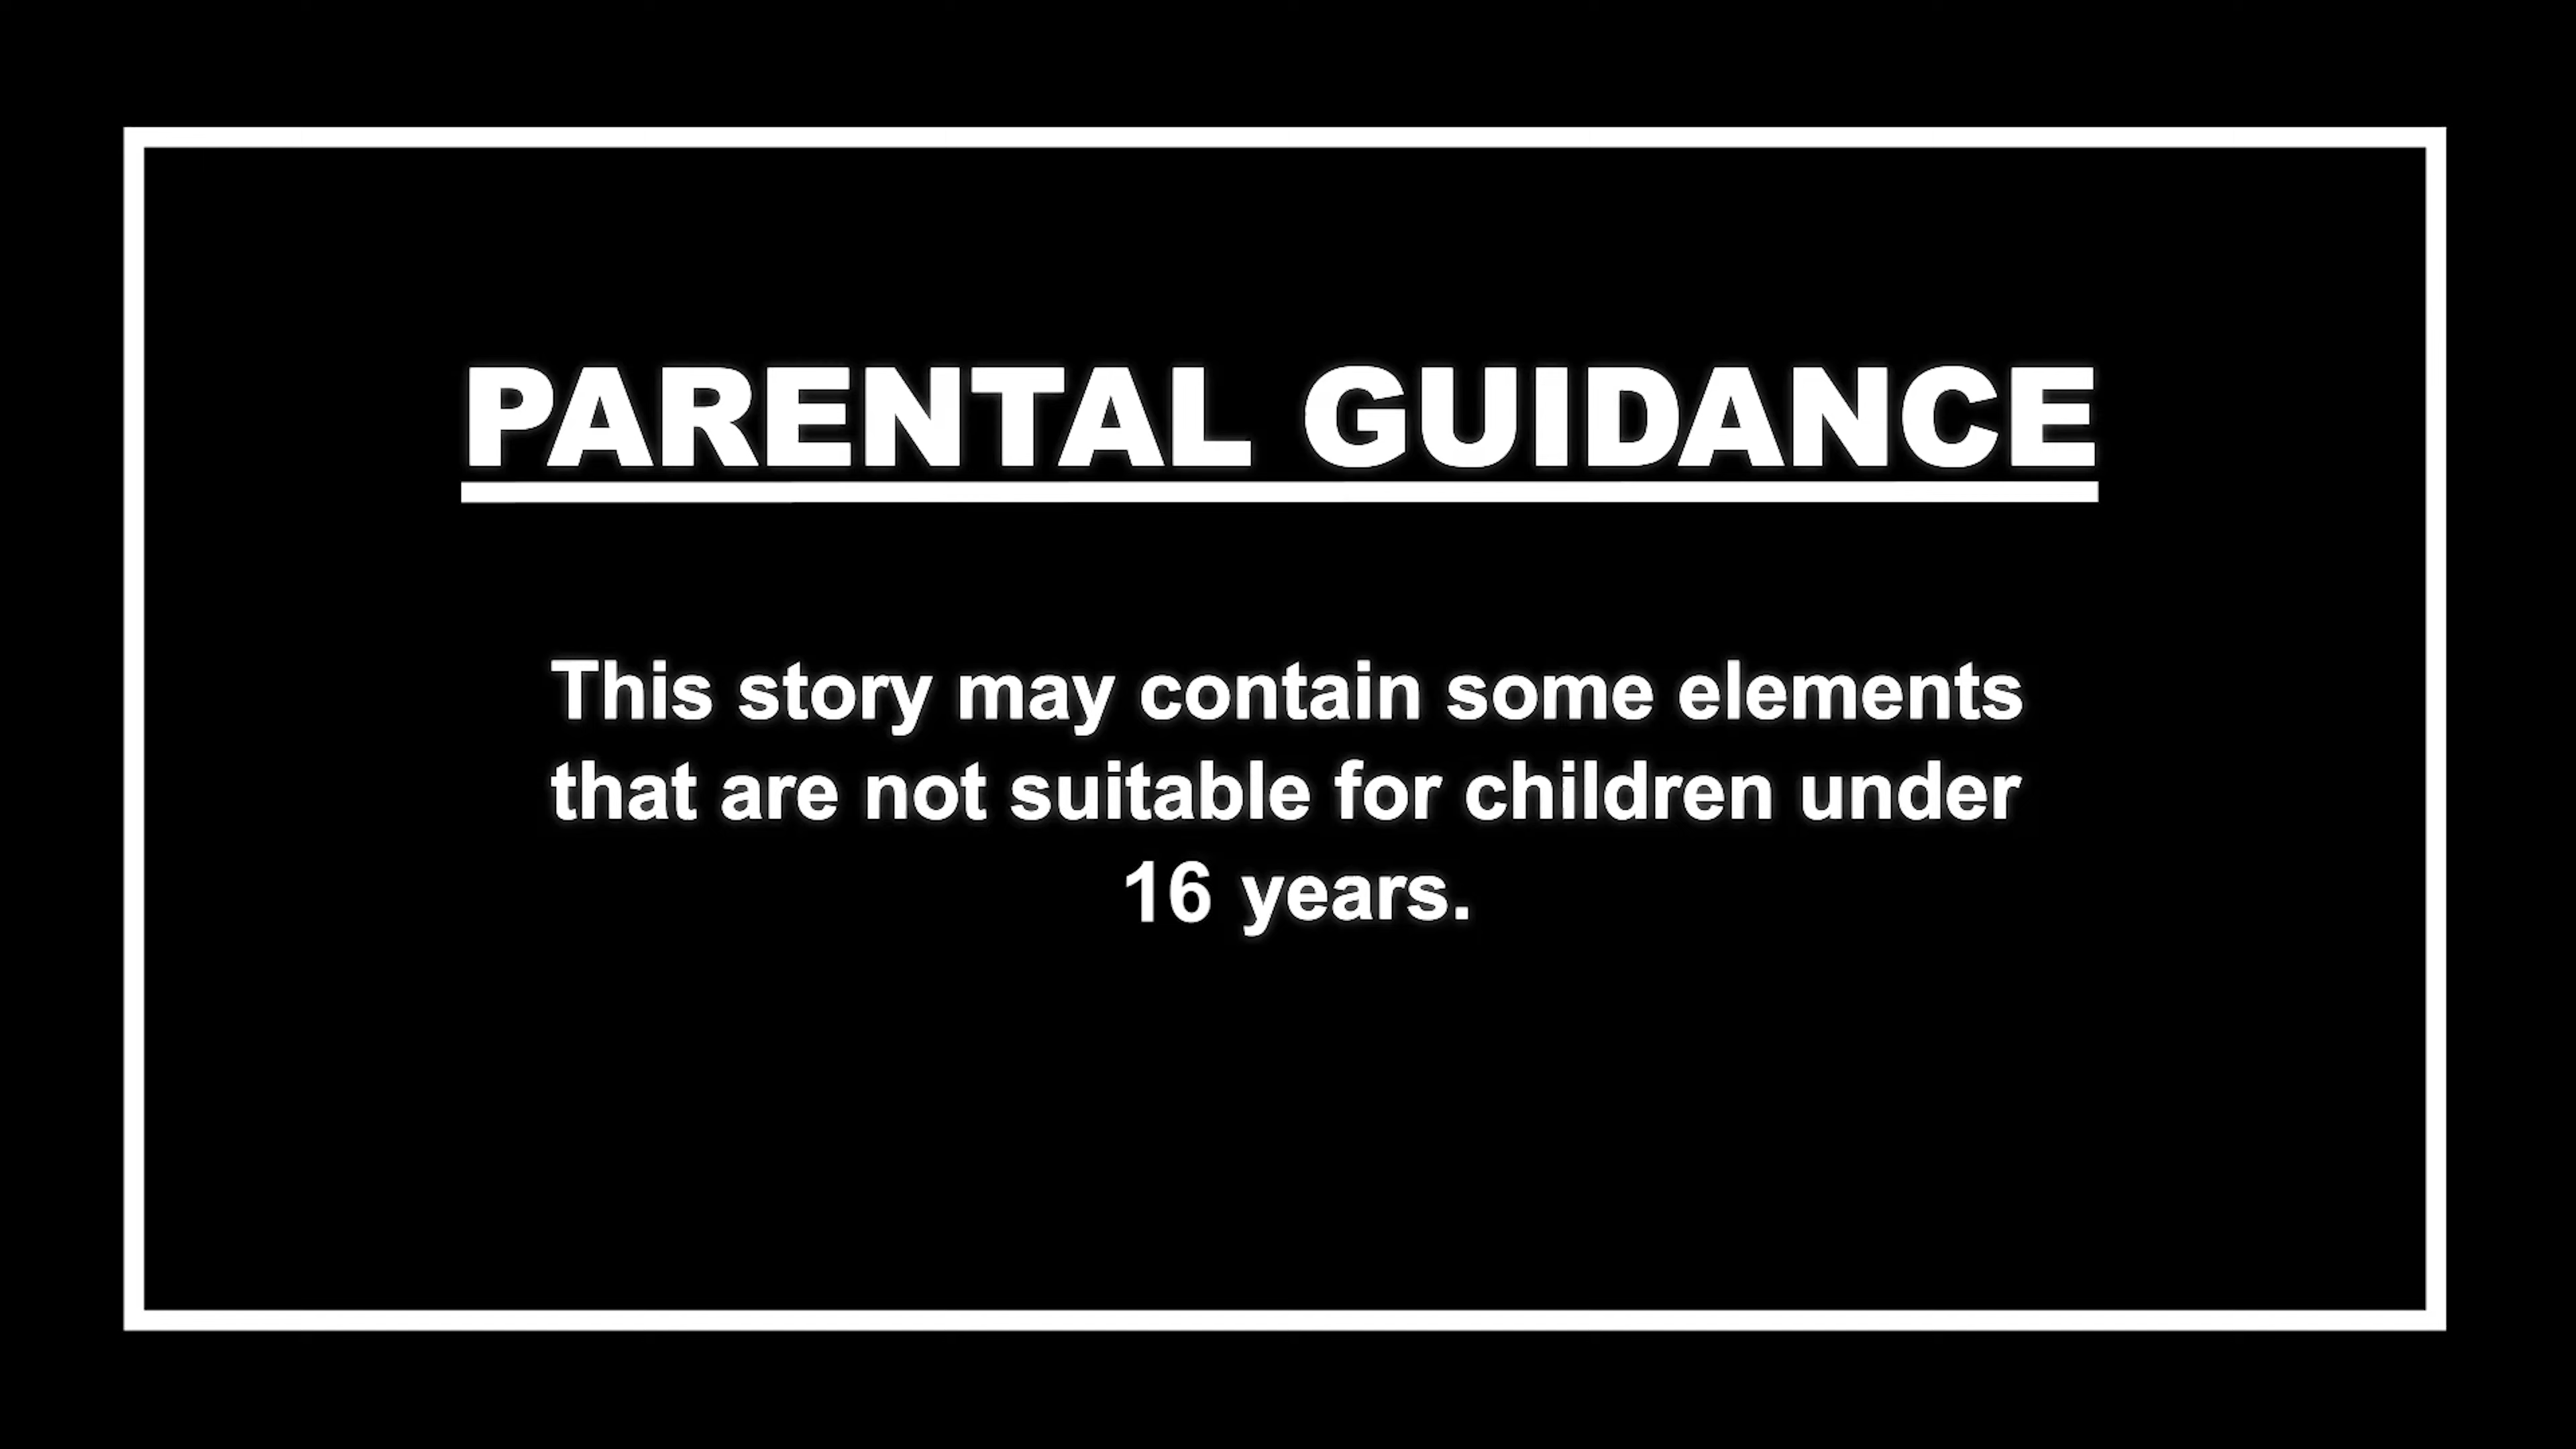 PARENTAL GUIDANCE
This story may contain some elements
that are not suitable for children under
16 years.